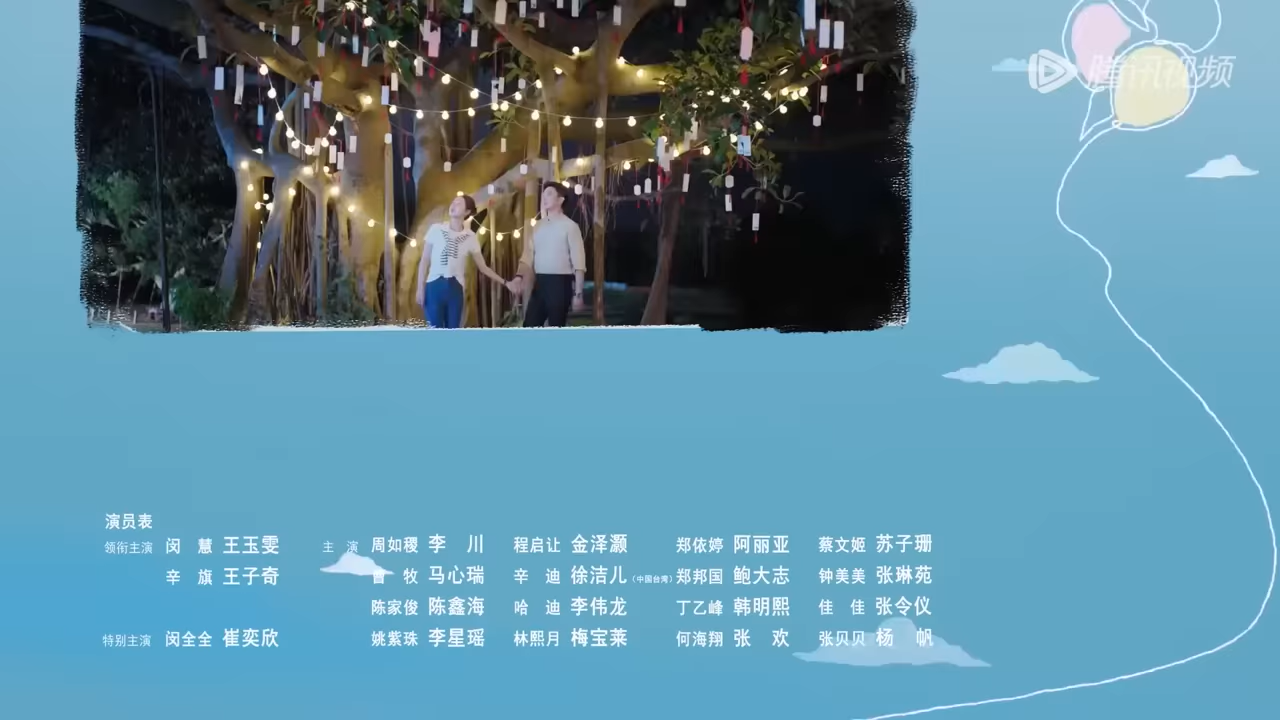 腾讯视频
演员表
领衔主演 闵 慧 王玉雯 主 演 周如稷 李 川 程启让 金泽灏 郑依婷 阿丽亚 蔡文姬 苏子珊
辛 旗 王子奇 曹 牧 马心瑞 辛 迪 徐洁儿（中国台湾） 郑邦国 鲍大志 钟美美 张琳苑
陈家俊 陈鑫海 哈 迪 李伟龙 丁乙峰 韩明熙 佳 佳 张令仪
特别主演 闵全全 崔奕欣 姚紫珠 李星瑶 林熙月 梅宝莱 何海翔 张 欢 张贝贝 杨 帆